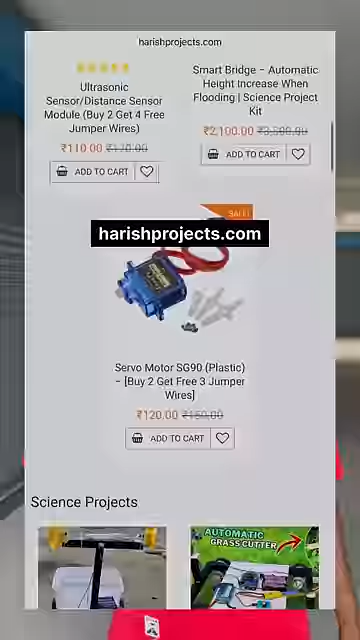 harishprojects.com
Ultrasonic
Sensor/Distance Sensor
Module (Buy 2 Get 4 Free
Jumper Wires)
₹110.00 ₹170.00
ADD TO CART
Smart Bridge – Automatic
Height Increase When
Flooding | Science Project
Kit
₹2,100.00 ₹3,500.00
ADD TO CART
SALE!
harishprojects.com
Servo Motor SG90 (Plastic)
– [Buy 2 Get Free 3 Jumper
Wires]
₹120.00 ₹150.00
ADD TO CART
Science Projects
AUTOMATIC
GRASS CUTTER